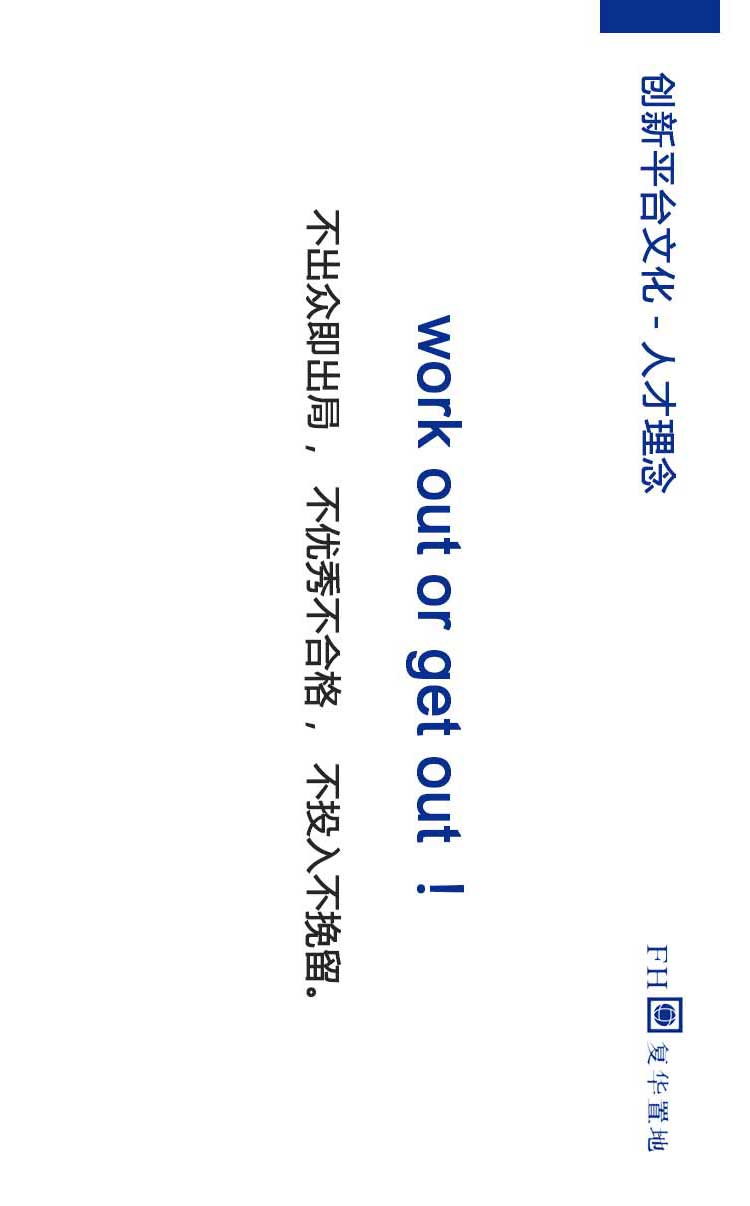 创新平台文化 - 人才理念
FH 复华置地
work out or get out ！
不出众即出局， 不优秀不合格， 不投入不挽留。